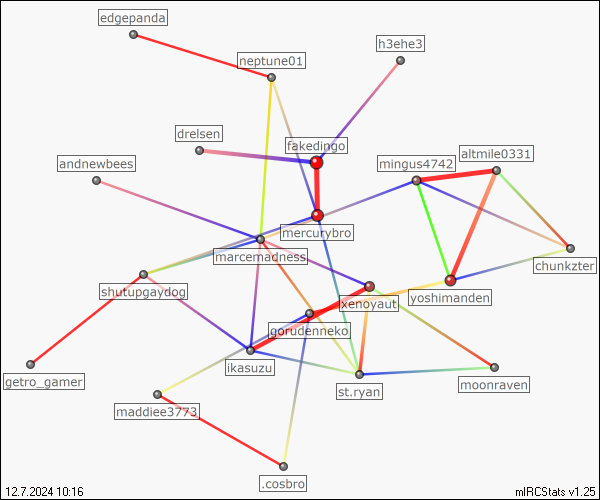 edgepanda
h3ehe3
neptune01
drelsen
fakedingo
altmile0331
andnewbees
mingus4742
mercurybro
marcemadness
chunkzter
shutupgaydog
xenoyaut
yoshimanden
gorudenneko
ikasuzu
getro_gamer
st.ryan
moonraven
maddiee3773
.cosbro
12.7.2024 10:16
mIRCStats v1.25